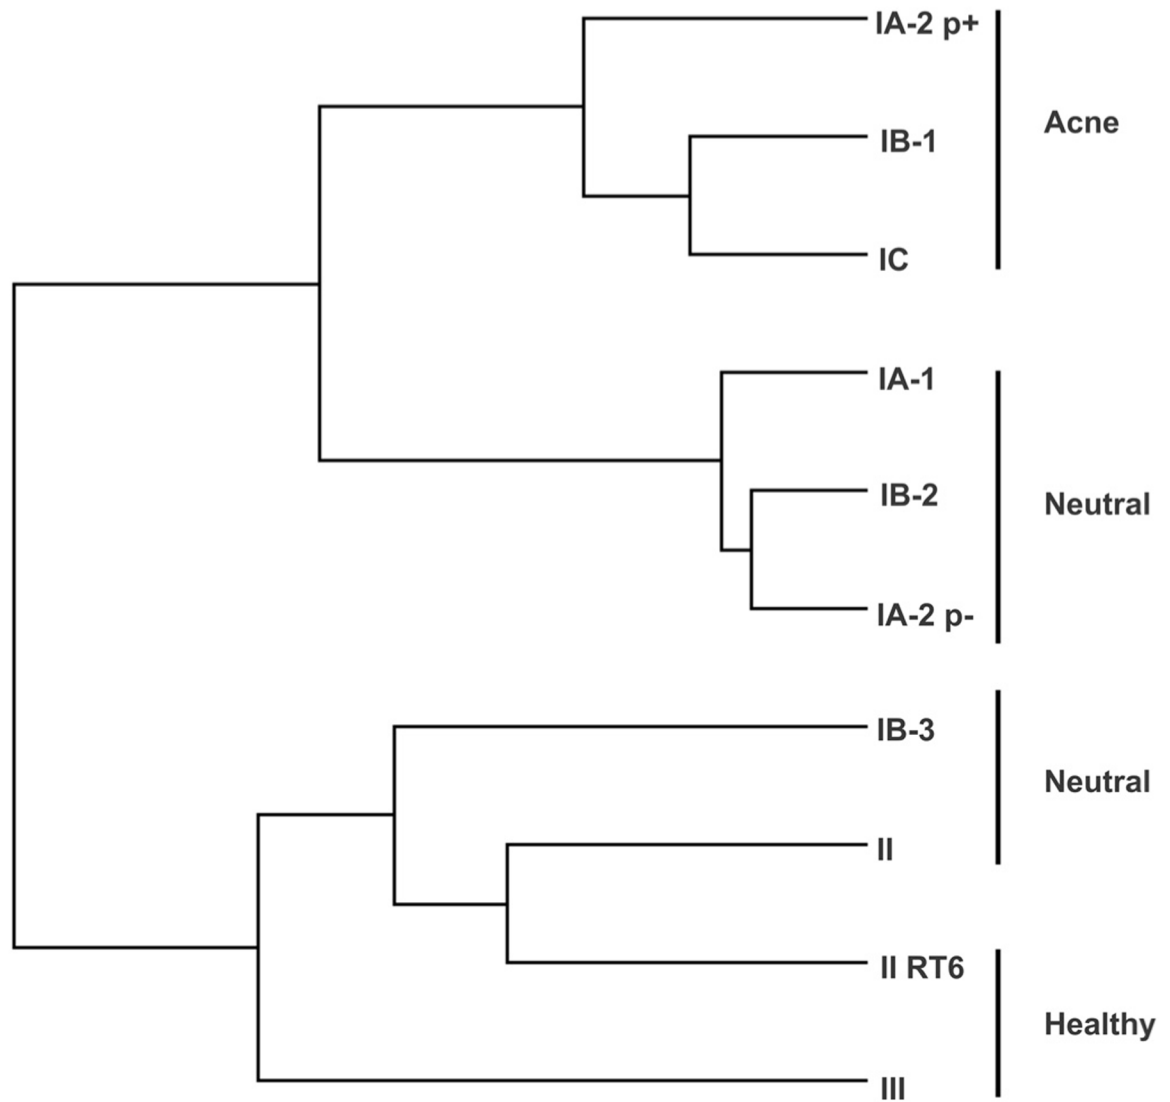 IA-2 p+
Acne
IB-1
IC
IA-1
IB-2
Neutral
IA-2 p-
IB-3
Neutral
II
II RT6
Healthy
III